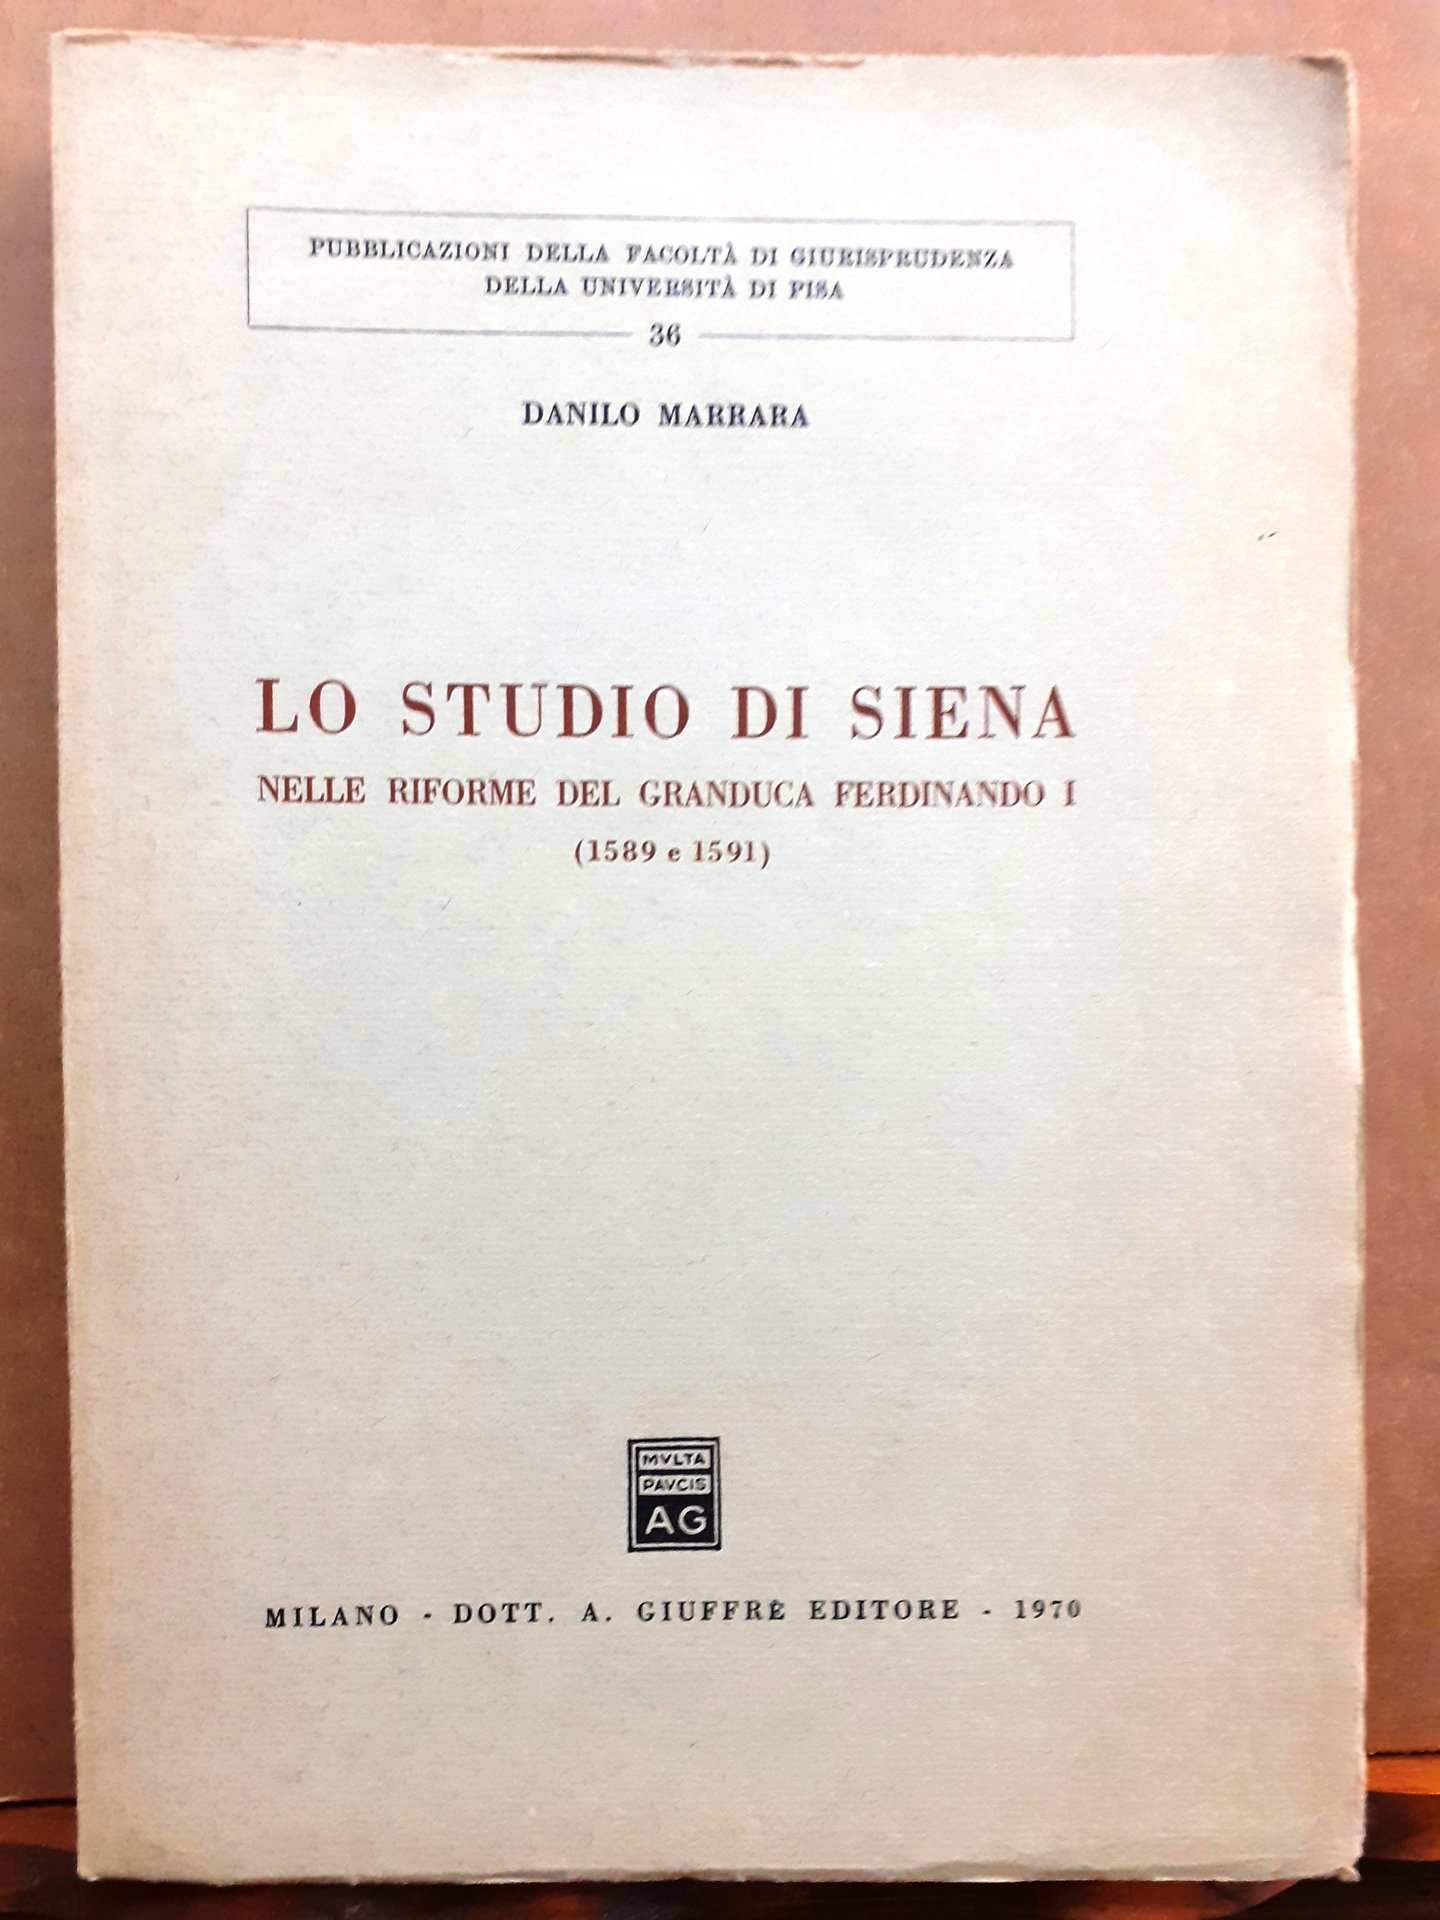 PUBBLICAZIONI DELLA FACOLTÀ DI GIURISPRUDENZA
DELLA UNIVERSITÀ DI PISA
36
DANILO MARRARA
LO STUDIO DI SIENA
NELLE RIFORME DEL GRANDUCA FERDINANDO I
(1589 e 1591)
MVLTA
PAVCIS
AG
MILANO - DOTT. A. GIUFFRÈ EDITORE - 1970